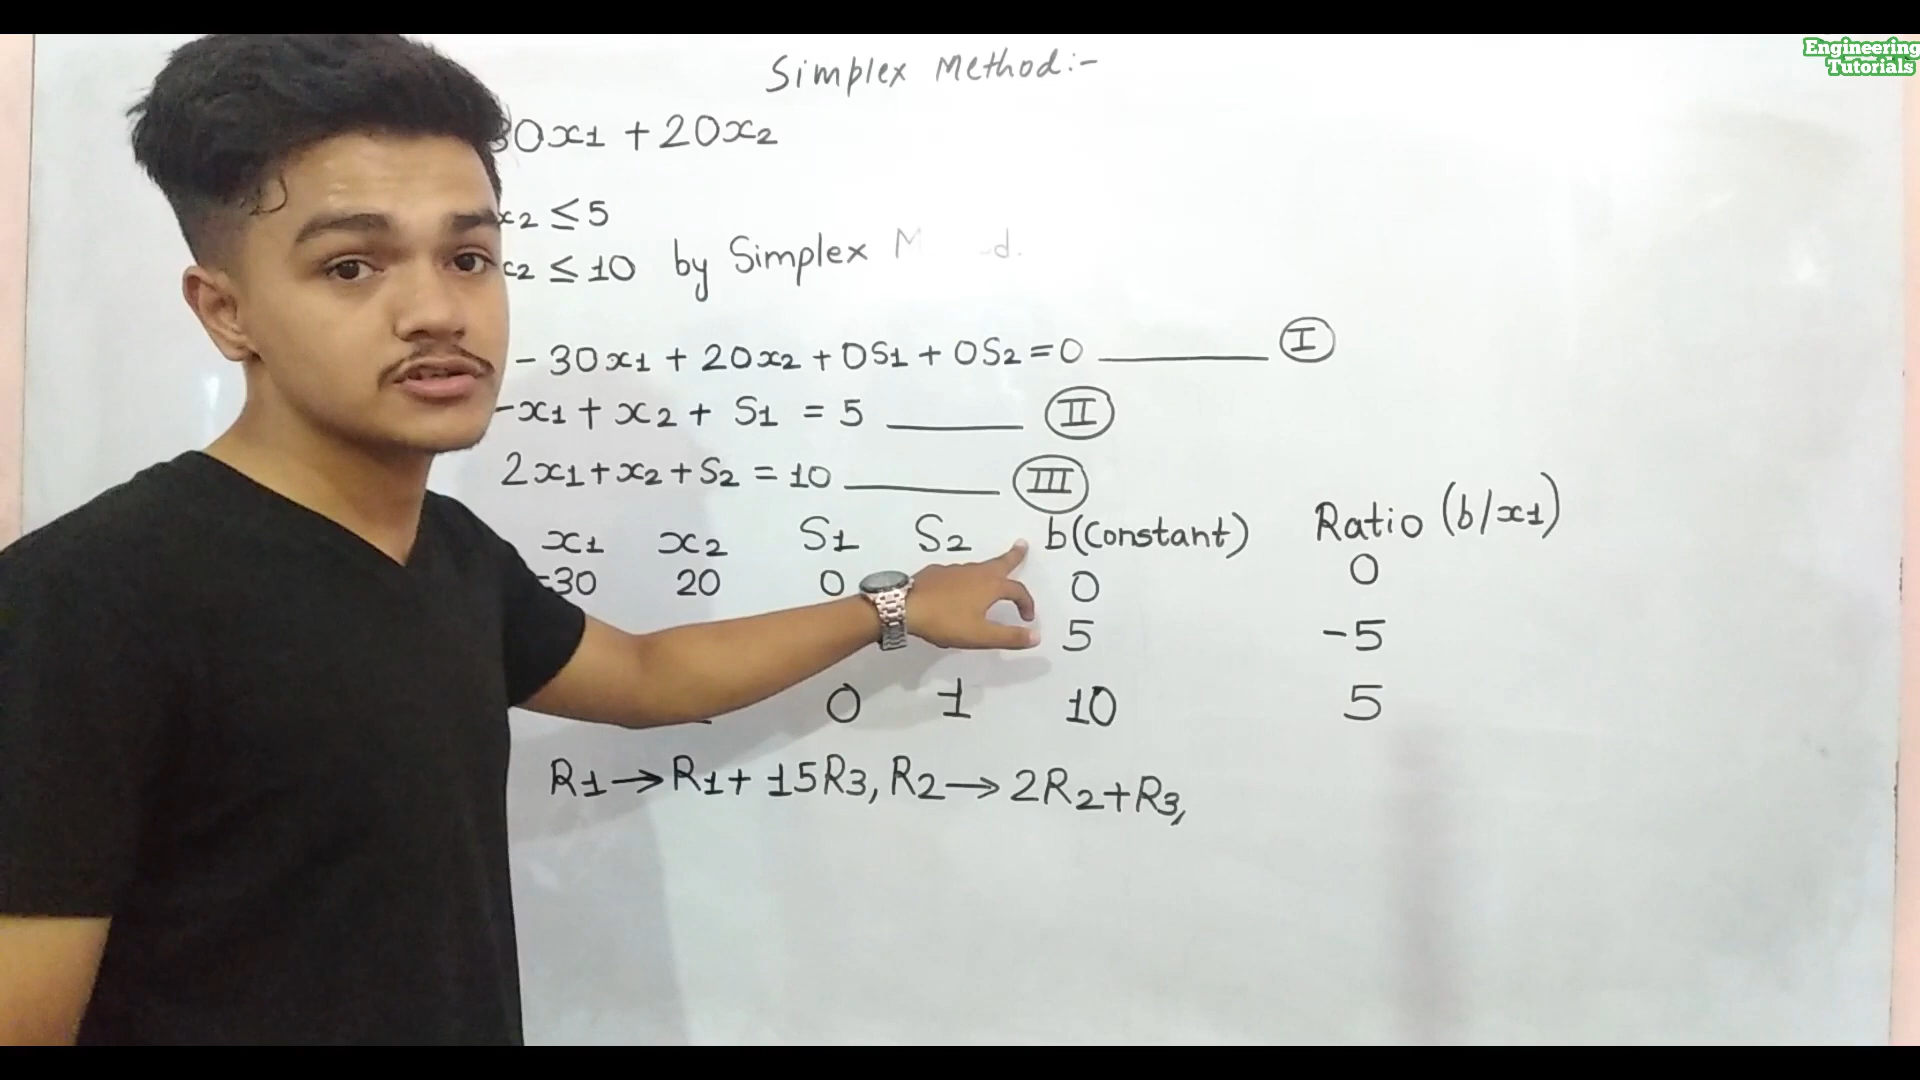 Engineering
Tutorials
Simplex Method:-
30x1 + 20x2
x2 ≤ 5
x2 ≤ 10 by Simplex M d.
- 30x1 + 20x2 + 0S1 + 0S2 = 0 I
-x1 + x2 + S1 = 5 II
2x1 + x2 + S2 = 10 III
x1 x2 S1 S2 b(Constant) Ratio (b/x1)
-30 20 0 0 0
5 -5
0 1 10 5
R1→R1+ 15R3, R2→ 2R2+R3,